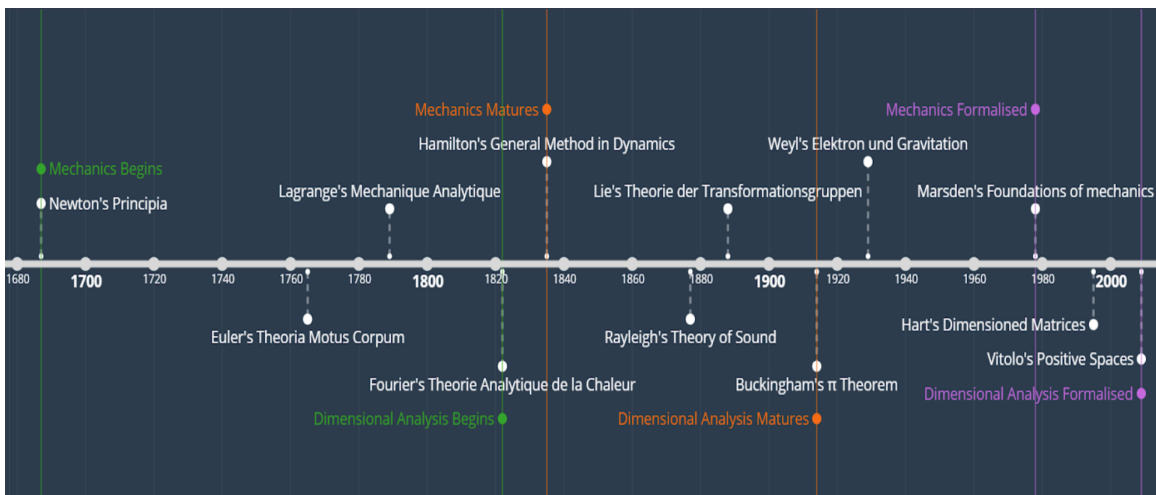 Mechanics Matures
Mechanics Formalised
Hamilton's General Method in Dynamics
Weyl's Elektron und Gravitation
Mechanics Begins
Lagrange's Mechanique Analytique
Lie's Theorie der Transformationsgruppen
Marsden's Foundations of mechanics
Newton's Principia
1680 1700 1720 1740 1760 1780 1800 1820 1840 1860 1880 1900 1920 1940 1960 1980 2000
Hart's Dimensioned Matrices
Euler's Theoria Motus Corpum
Rayleigh's Theory of Sound
Vitolo's Positive Spaces
Fourier's Theorie Analytique de la Chaleur
Buckingham's π Theorem
Dimensional Analysis Formalised
Dimensional Analysis Begins
Dimensional Analysis Matures